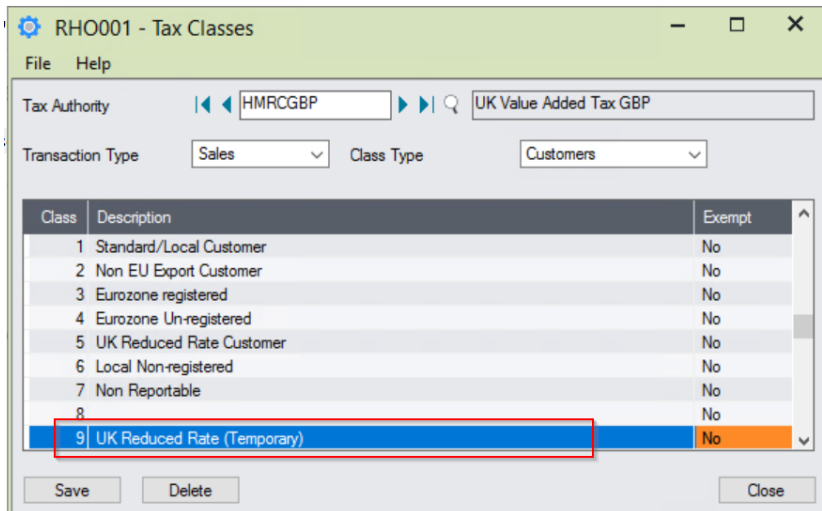 RHO001 - Tax Classes
File Help
Tax Authority HMRCGBP UK Value Added Tax GBP
Transaction Type Sales Class Type Customers
Class Description Exempt
1 Standard/Local Customer No
2 Non EU Export Customer No
3 Eurozone registered No
4 Eurozone Un-registered No
5 UK Reduced Rate Customer No
6 Local Non-registered No
7 Non Reportable No
8 No
9 UK Reduced Rate (Temporary) No
Save Delete Close